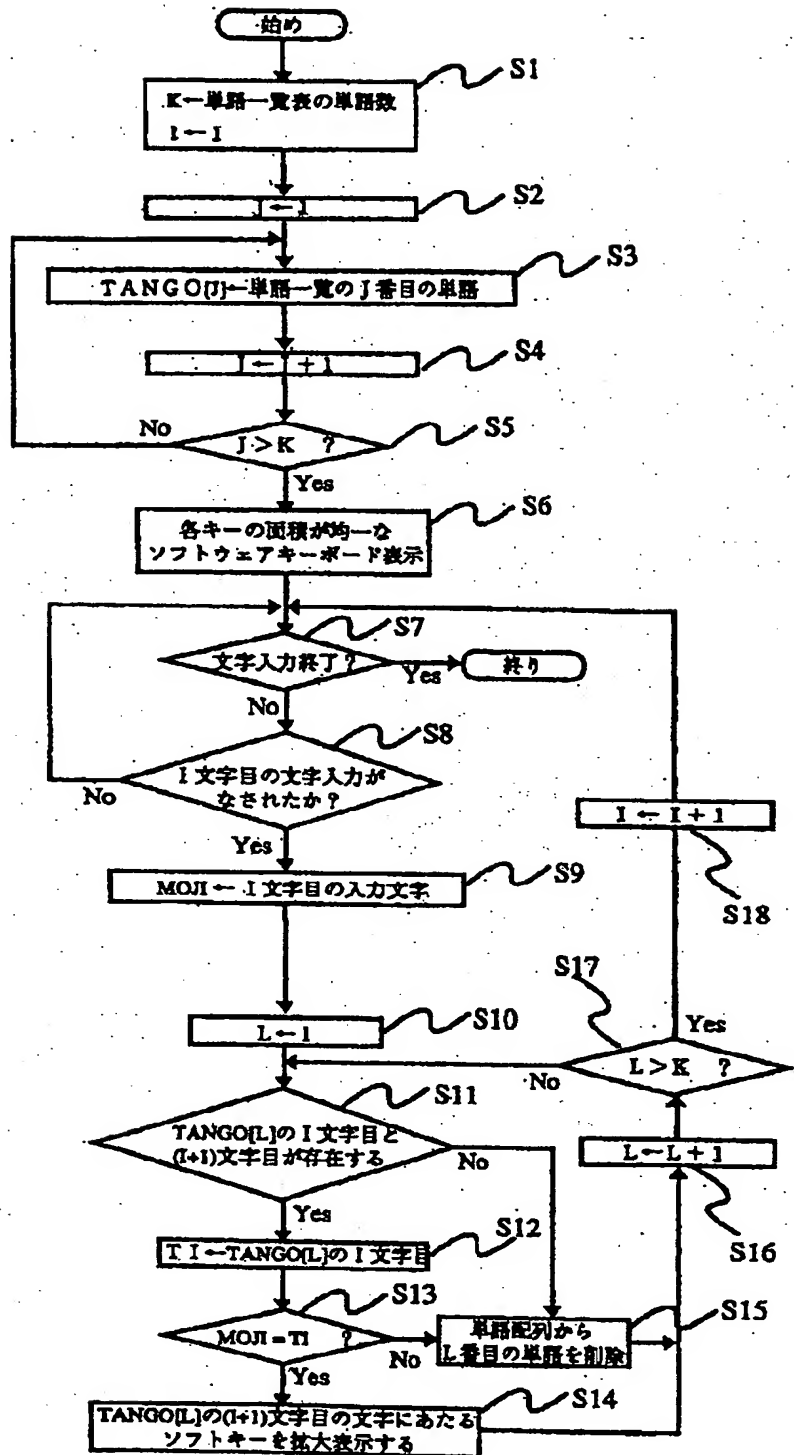 始め
S1
K←単語一覧表の単語数
I←I
S2
←
S3
TANGO[J]←単語一覧のJ番目の単語
S4
← +1
No
J>K ?
S5
Yes
S6
各キーの面積が均一な
ソフトウェアキーボード表示
S7
文字入力終了?
Yes
終り
No
S8
I文字目の文字入力が
なされたか?
No
Yes
I←I+1
S18
MOJI←I文字目の入力文字
S9
S17
Yes
L←1
S10
L>K ?
No
S11
TANGO[L]のI文字目と
(I+1)文字目が存在する
No
L←L+1
Yes
S12
S16
TI←TANGO[L]のI文字目
S13
MOJI=TI ?
No
単語配列から
L番目の単語を削除
S15
Yes
S14
TANGO[L]の(I+1)文字目の文字にあたる
ソフトキーを拡大表示する